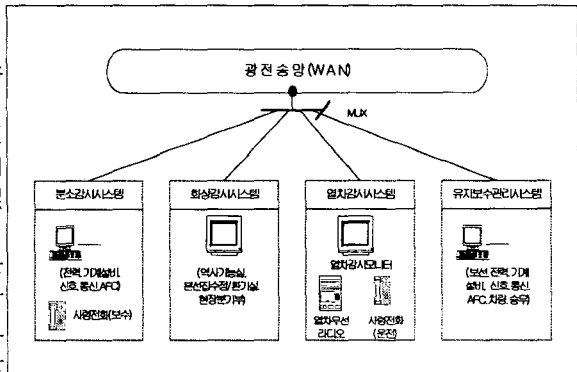 광전송망(WAN)
MUX
분소감시시스템
화상감시시스템
열차감시시스템
유지보수관리시스템
(전력, 기계설비,
신호, 통신, AFC)
사령전화(보수)
(역사기능실,
본선집수정/환기실,
현장분기부)
열차감시모니터
열차무선
라디오
사령전화
(운전)
(보선, 전력, 기계
설비, 신호, 통신,
AFC, 차량, 승무)